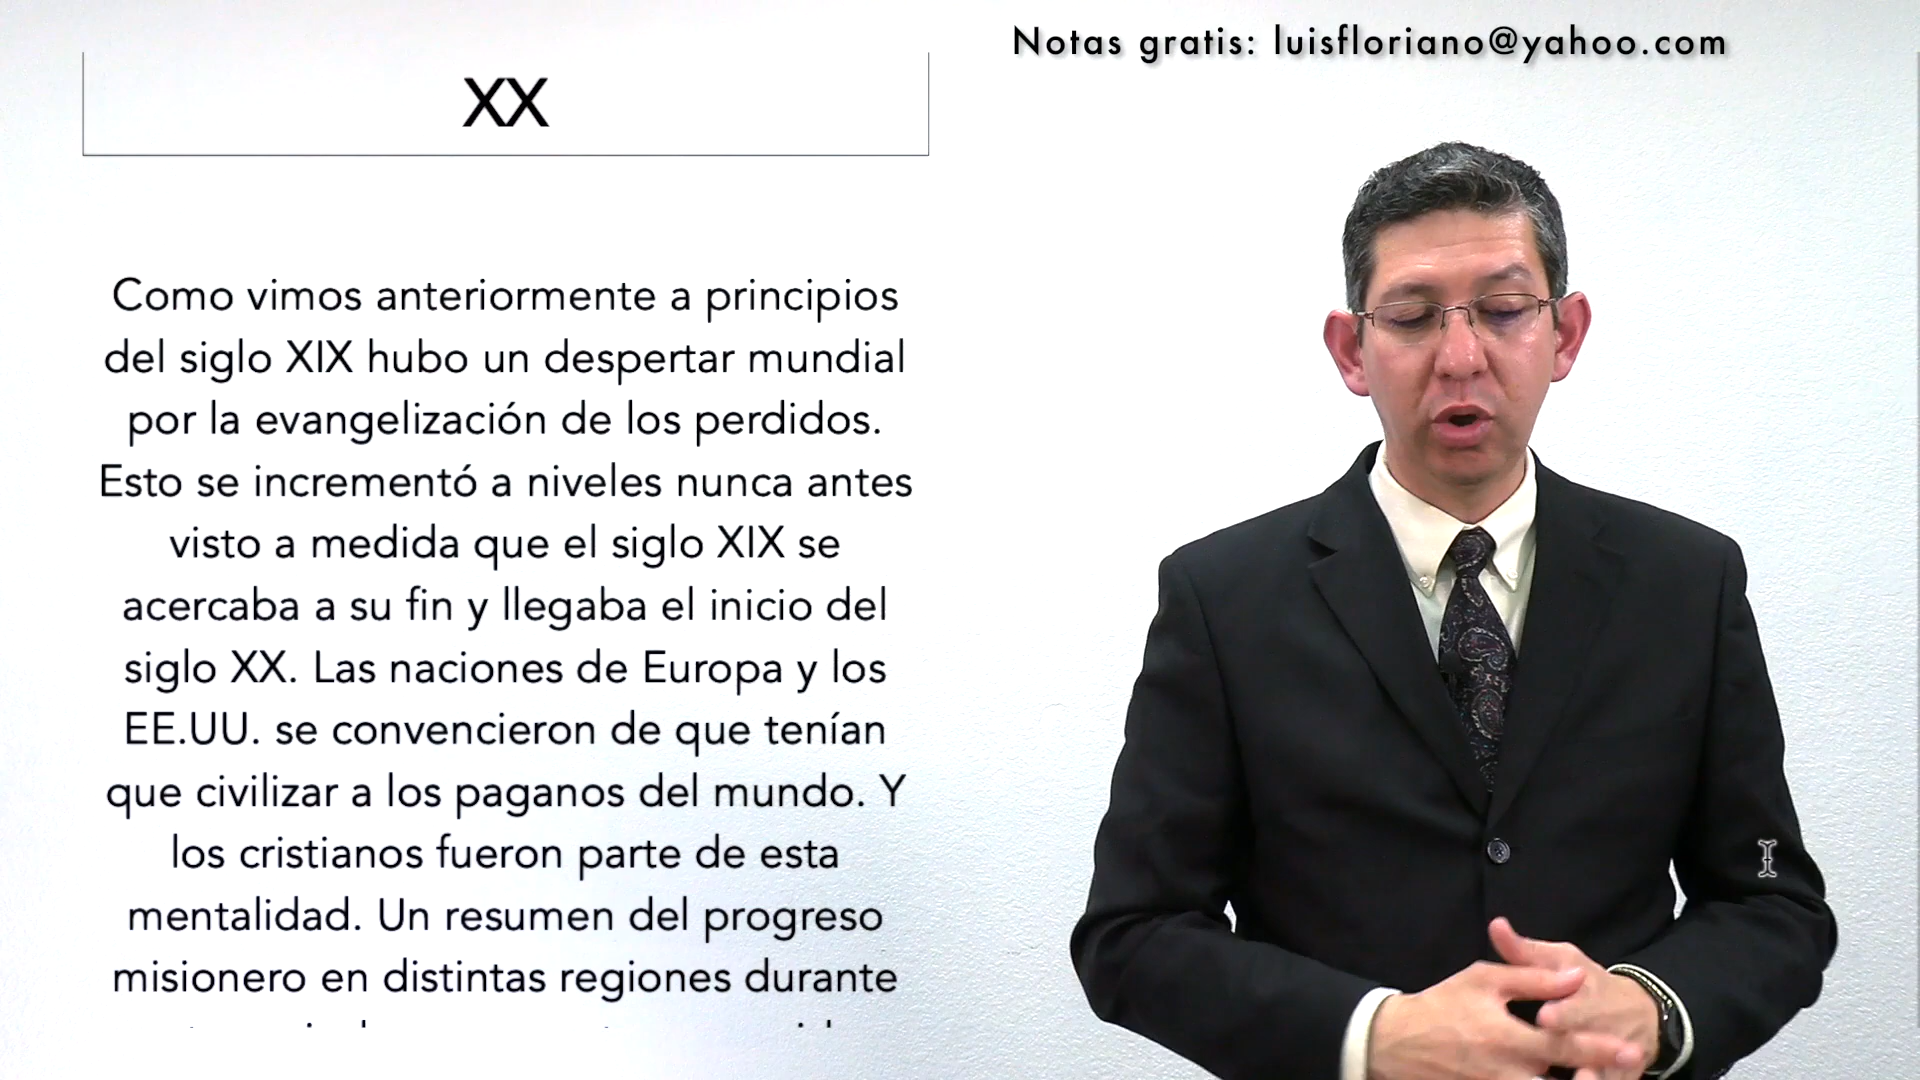 Notas gratis: luisfloriano@yahoo.com
XX
Como vimos anteriormente a principios
del siglo XIX hubo un despertar mundial
por la evangelización de los perdidos.
Esto se incrementó a niveles nunca antes
visto a medida que el siglo XIX se
acercaba a su fin y llegaba el inicio del
siglo XX. Las naciones de Europa y los
EE.UU. se convencieron de que tenían
que civilizar a los paganos del mundo. Y
los cristianos fueron parte de esta
mentalidad. Un resumen del progreso
misionero en distintas regiones durante